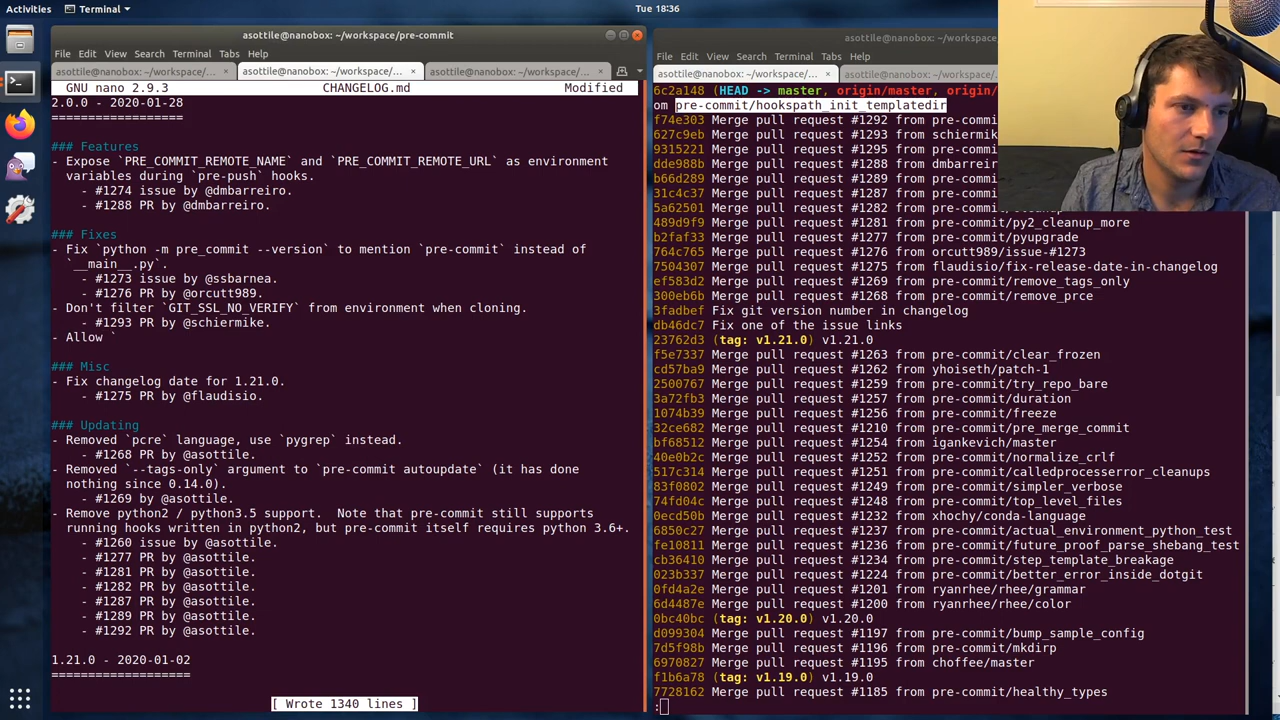 Activities
Terminal
Tue 18:36
asottile@nanobox: ~/workspace/pre-commit
File Edit View Search Terminal Tabs Help
asottile@nanobox: ~/workspace/... × asottile@nanobox: ~/workspace/... × asottile@nanobox: ~/workspace/... ×
GNU nano 2.9.3 CHANGELOG.md Modified
2.0.0 - 2020-01-28
==================
### Features
- Expose `PRE_COMMIT_REMOTE_NAME` and `PRE_COMMIT_REMOTE_URL` as environment
variables during `pre-push` hooks.
- #1274 issue by @dmbarreiro.
- #1288 PR by @dmbarreiro.
### Fixes
- Fix `python -m pre_commit --version` to mention `pre-commit` instead of
`__main__.py`.
- #1273 issue by @ssbarnea.
- #1276 PR by @orcutt989.
- Don't filter `GIT_SSL_NO_VERIFY` from environment when cloning.
- #1293 PR by @schiermike.
- Allow `
### Misc
- Fix changelog date for 1.21.0.
- #1275 PR by @flaudisio.
### Updating
- Removed `pcre` language, use `pygrep` instead.
- #1268 PR by @asottile.
- Removed `--tags-only` argument to `pre-commit autoupdate` (it has done
nothing since 0.14.0).
- #1269 by @asottile.
- Remove python2 / python3.5 support.  Note that pre-commit still supports
running hooks written in python2, but pre-commit itself requires python 3.6+.
- #1260 issue by @asottile.
- #1277 PR by @asottile.
- #1281 PR by @asottile.
- #1282 PR by @asottile.
- #1287 PR by @asottile.
- #1289 PR by @asottile.
- #1292 PR by @asottile.
1.21.0 - 2020-01-02
===================
[ Wrote 1340 lines ]
asottile@nanobox: ~/workspace
File Edit View Search Terminal Tabs Help
asottile@nanobox: ~/workspace/... × asottile@nanobox: ~/workspace/...
6c2a148 (HEAD -> master, origin/master, origin/
om pre-commit/hookspath_init_templatedir
f74e303 Merge pull request #1292 from pre-commi
627c9eb Merge pull request #1293 from schiermik
9315221 Merge pull request #1295 from pre-commi
dde988b Merge pull request #1288 from dmbarreir
b66d289 Merge pull request #1289 from pre-commi
31c4c37 Merge pull request #1287 from pre-commi
5a62501 Merge pull request #1282 from pre-commit/
489d9f9 Merge pull request #1281 from pre-commit/py2_cleanup_more
b2faf33 Merge pull request #1277 from pre-commit/pyupgrade
764c765 Merge pull request #1276 from orcutt989/issue-#1273
7504307 Merge pull request #1275 from flaudisio/fix-release-date-in-changelog
ef583d2 Merge pull request #1269 from pre-commit/remove_tags_only
300eb6b Merge pull request #1268 from pre-commit/remove_prce
3fadbef Fix git version number in changelog
db46dc7 Fix one of the issue links
23762d3 (tag: v1.21.0) v1.21.0
f5e7337 Merge pull request #1263 from pre-commit/clear_frozen
cd57ba9 Merge pull request #1262 from yhoiseth/patch-1
2500767 Merge pull request #1259 from pre-commit/try_repo_bare
3a72fb3 Merge pull request #1257 from pre-commit/duration
1074b39 Merge pull request #1256 from pre-commit/freeze
32ce682 Merge pull request #1210 from pre-commit/pre_merge_commit
bf68512 Merge pull request #1254 from igankevich/master
40e0b2c Merge pull request #1252 from pre-commit/normalize_crlf
517c314 Merge pull request #1251 from pre-commit/calledprocesserror_cleanups
83f0802 Merge pull request #1249 from pre-commit/simpler_verbose
74fd04c Merge pull request #1248 from pre-commit/top_level_files
0ecd50b Merge pull request #1232 from xhochy/conda-language
6850c27 Merge pull request #1237 from pre-commit/actual_environment_python_test
fe10811 Merge pull request #1236 from pre-commit/future_proof_parse_shebang_test
cb36410 Merge pull request #1234 from pre-commit/step_template_breakage
023b337 Merge pull request #1224 from pre-commit/better_error_inside_dotgit
0fd4a2e Merge pull request #1201 from ryanrhee/rhee/grammar
6d4487e Merge pull request #1200 from ryanrhee/rhee/color
0bc40bc (tag: v1.20.0) v1.20.0
d099304 Merge pull request #1197 from pre-commit/bump_sample_config
7d5f98b Merge pull request #1196 from pre-commit/mkdirp
6970827 Merge pull request #1195 from choffee/master
f1b6a78 (tag: v1.19.0) v1.19.0
7728162 Merge pull request #1185 from pre-commit/healthy_types
: